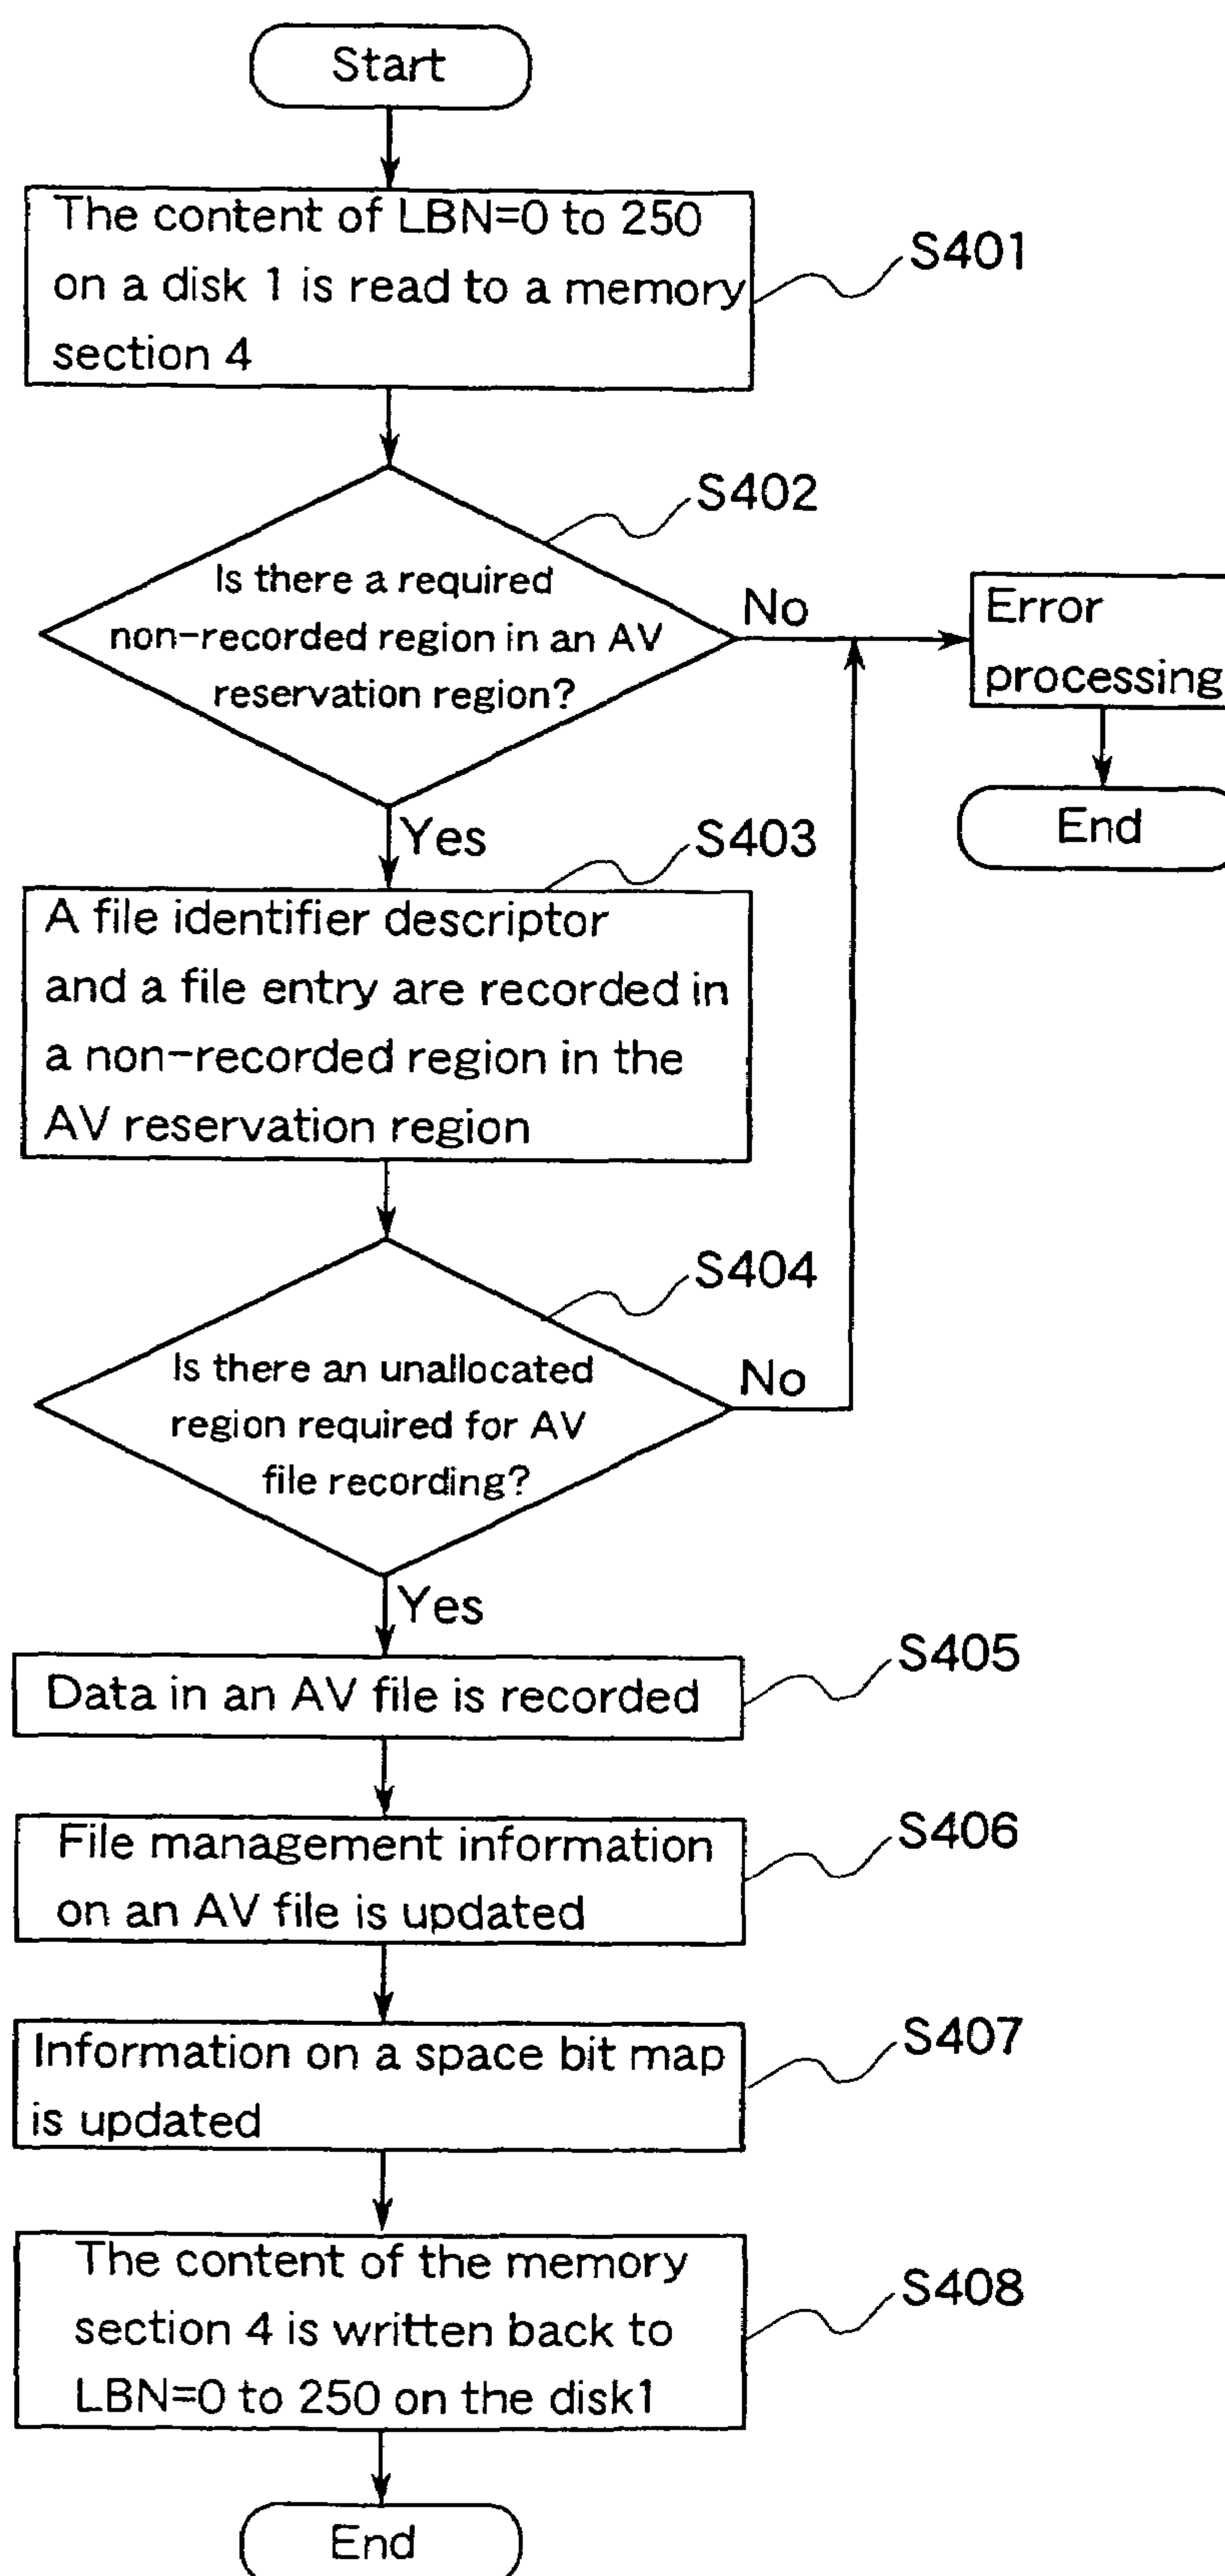 Start
The content of LBN=0 to 250
on a disk 1 is read to a memory
section 4
S401
S402
Is there a required
non-recorded region in an AV
reservation region?
No
Error
processing
End
Yes
S403
A file identifier descriptor
and a file entry are recorded in
a non-recorded region in the
AV reservation region
S404
Is there an unallocated
region required for AV
file recording?
No
Yes
S405
Data in an AV file is recorded
S406
File management information
on an AV file is updated
S407
Information on a space bit map
is updated
The content of the memory
section 4 is written back to
LBN=0 to 250 on the disk1
S408
End